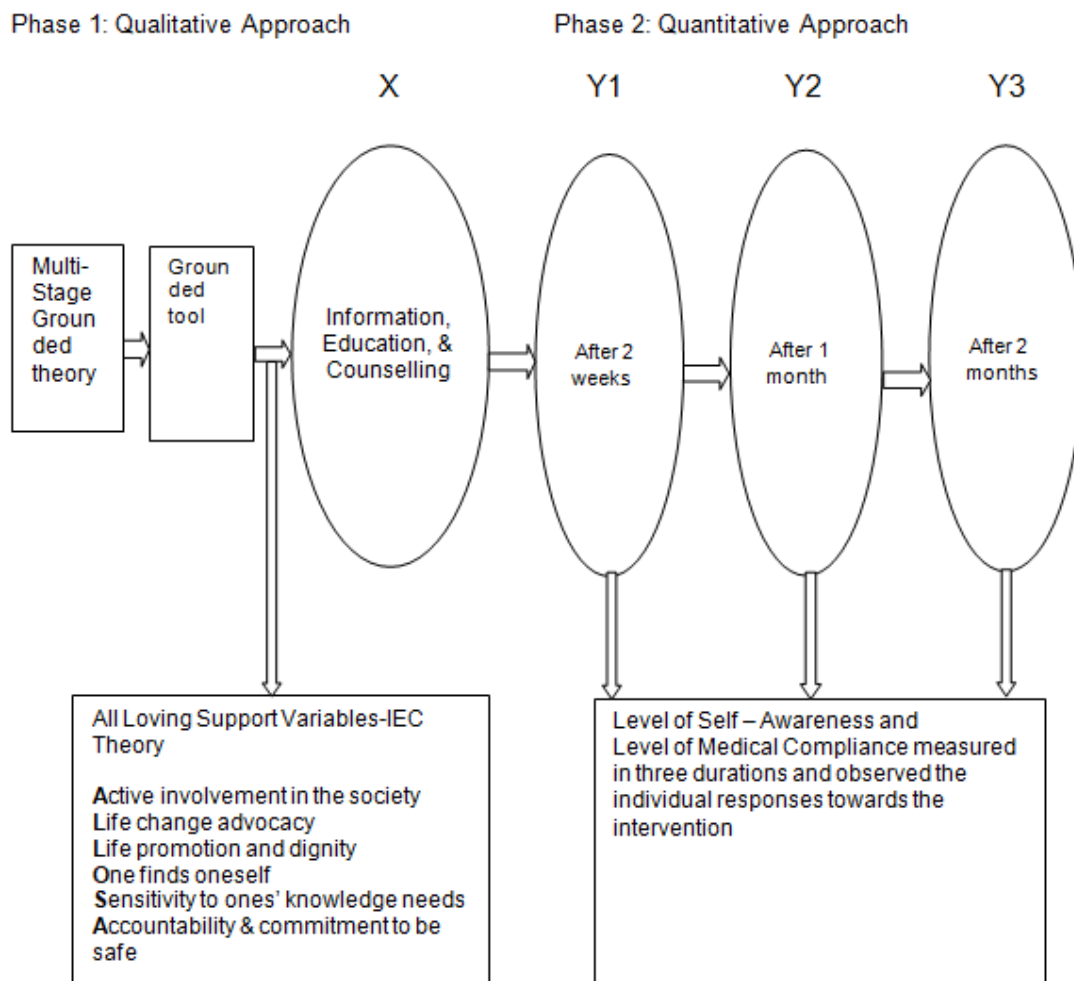 Phase 1: Qualitative Approach
Phase 2: Quantitative Approach
X
Y1
Y2
Y3
Multi-
Stage
Groun
ded
theory
Groun
ded
tool
Information,
Education, &
Counselling
After 2
weeks
After 1
month
After 2
months
All Loving Support Variables-IEC
Theory
Active involvement in the society
Life change advocacy
Life promotion and dignity
One finds oneself
Sensitivity to ones’ knowledge needs
Accountability & commitment to be
safe
Level of Self – Awareness and
Level of Medical Compliance measured
in three durations and observed the
individual responses towards the
intervention